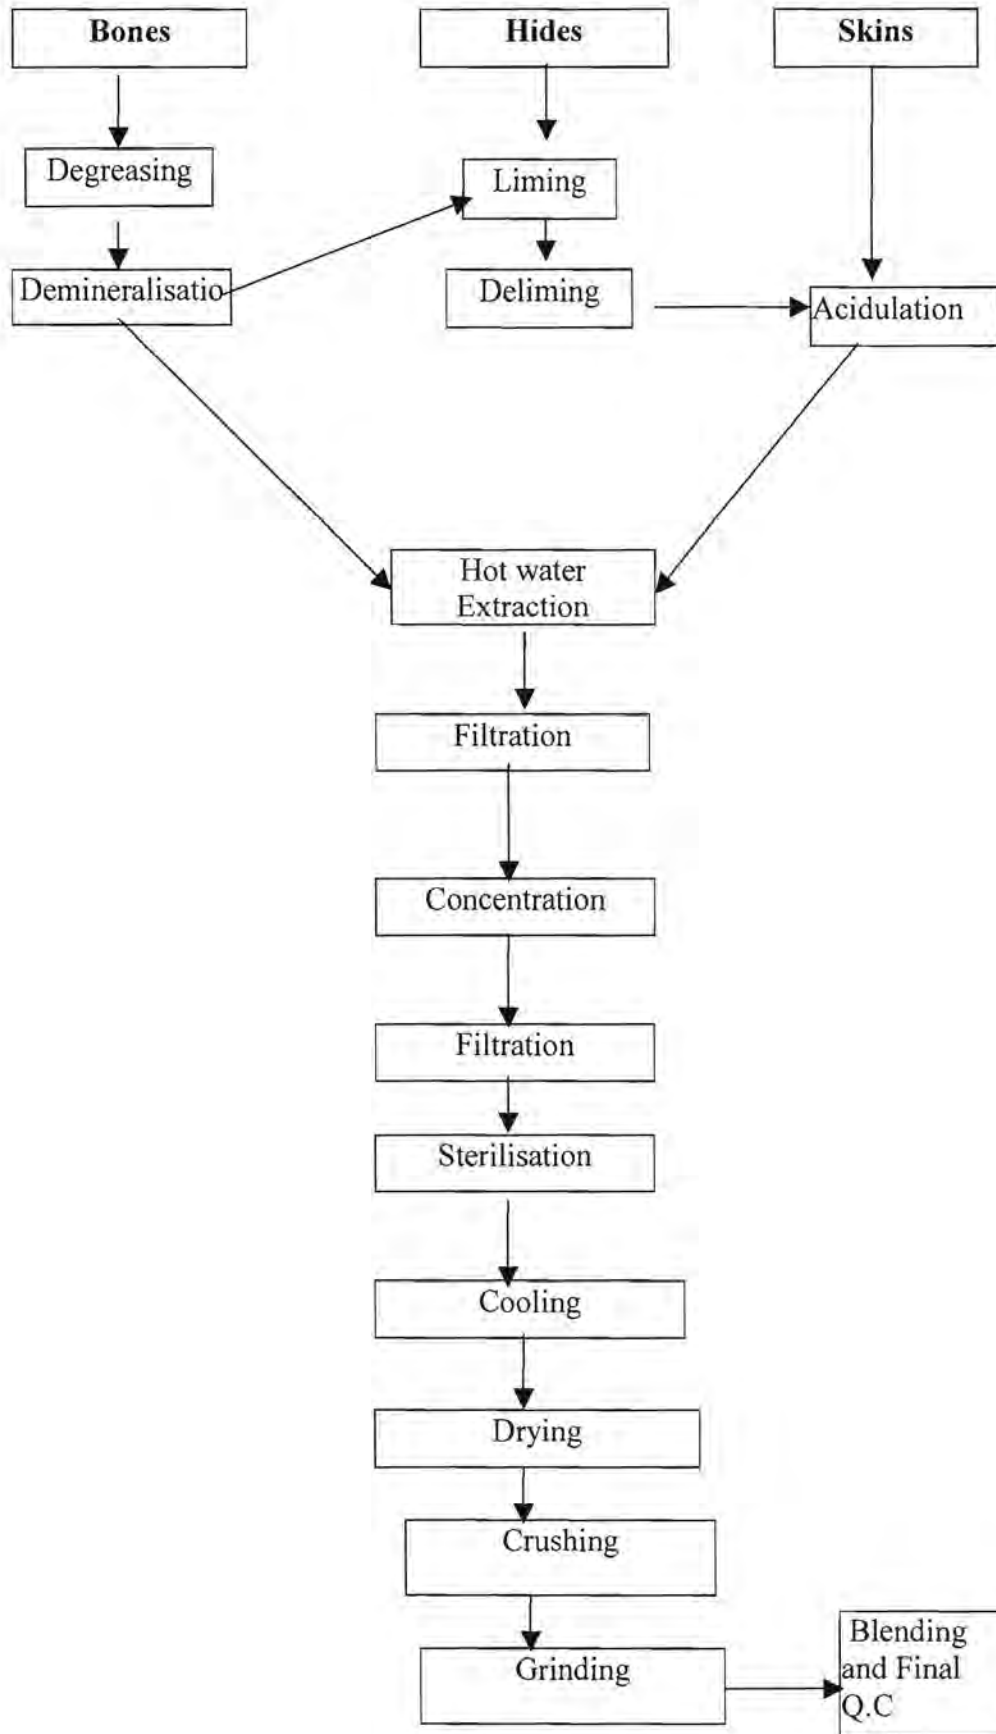 Bones
Hides
Skins
Degreasing
Liming
Demineralisatio
Deliming
Acidulation
Hot water
Extraction
Filtration
Concentration
Filtration
Sterilisation
Cooling
Drying
Crushing
Grinding
Blending
and Final
Q.C